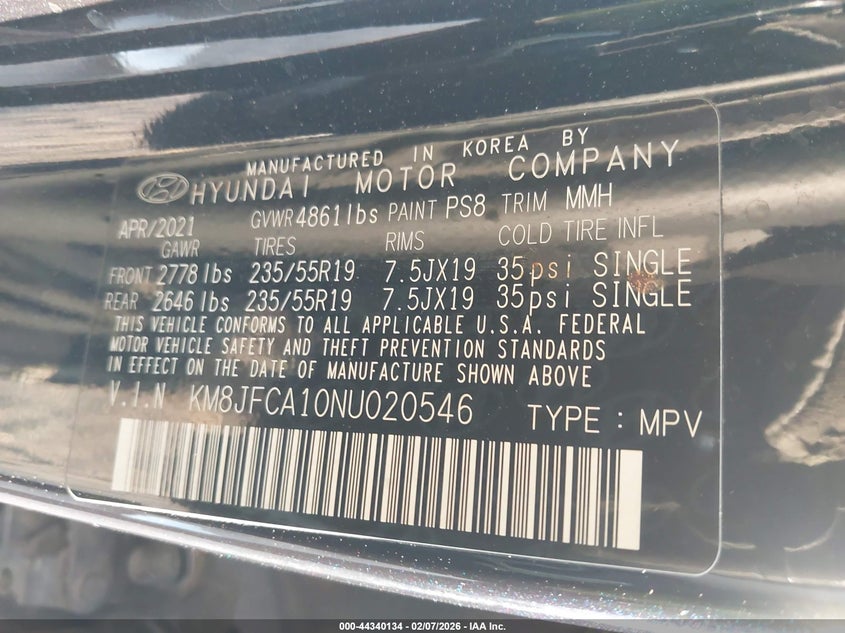 MANUFACTURED IN KOREA BY
HYUNDAI MOTOR COMPANY
APR/2021 GVWR 4861lbs PAINT PS8 TRIM MMH
GAWR TIRES RIMS COLD TIRE INFL
FRONT 2778 lbs 235/55R19 7.5JX19 35psi SINGLE
REAR 2646 lbs 235/55R19 7.5JX19 35psi SINGLE
THIS VEHICLE CONFORMS TO ALL APPLICABLE U.S.A. FEDERAL
MOTOR VEHICLE SAFETY AND THEFT PREVENTION STANDARDS
IN EFFECT ON THE DATE OF MANUFACTURE SHOWN ABOVE
V.I.N KM8JFCA10NU020546 TYPE : MPV
000-44340134 - 02/07/2026 - IAA Inc.